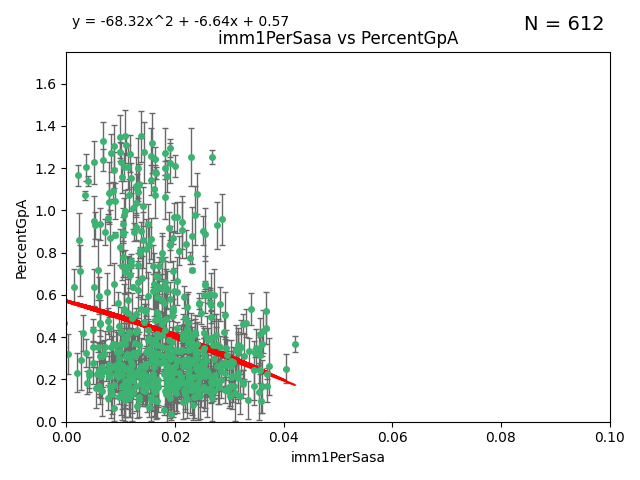 y = -68.32x^2 + -6.64x + 0.57
N = 612
imm1PerSasa vs PercentGpA
PercentGpA
1.6
1.4
1.2
1.0
0.8
0.6
0.4
0.2
0.0
0.00 0.02 0.04 0.06 0.08 0.10
imm1PerSasa